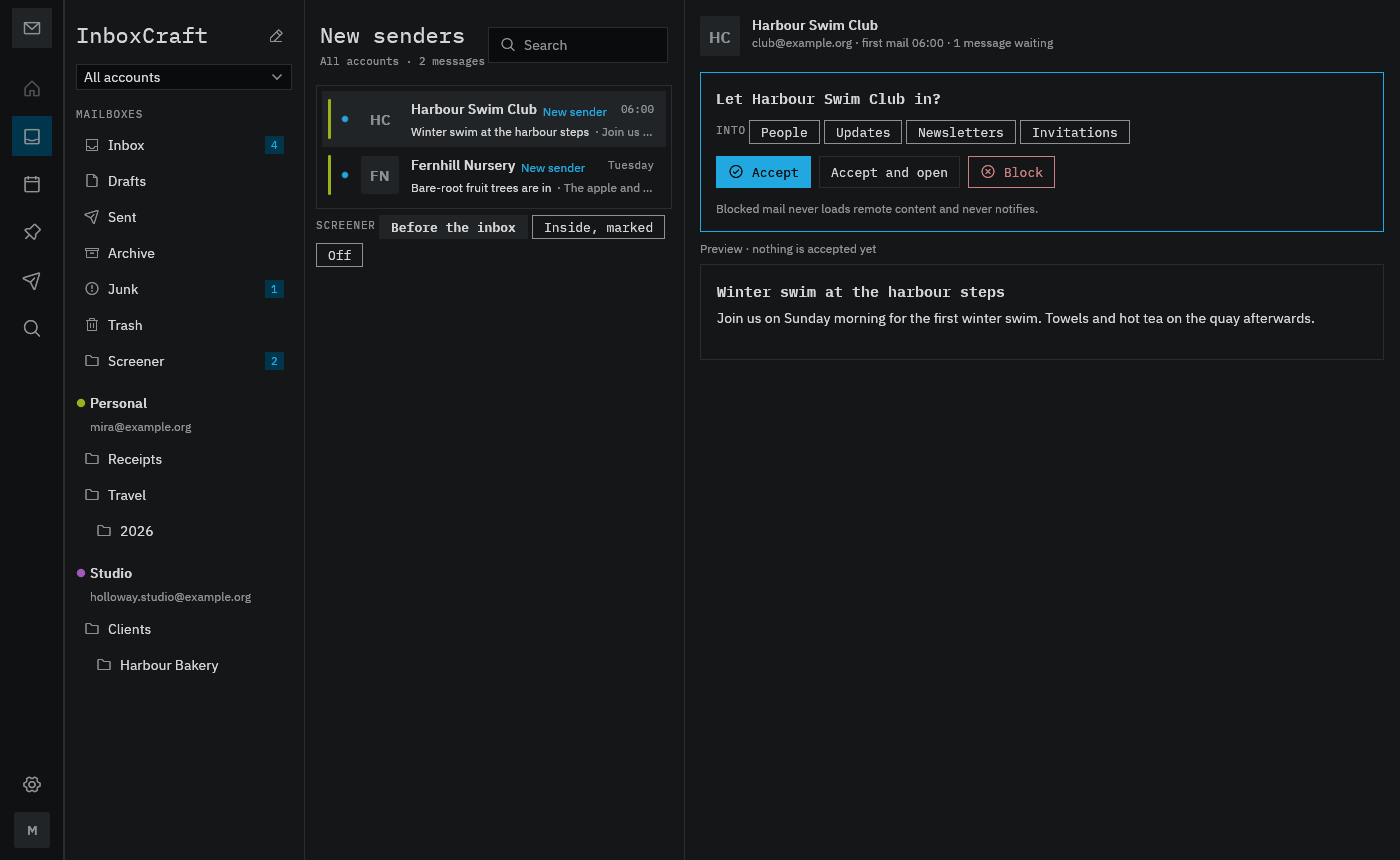 InboxCraft
All accounts
MAILBOXES
Inbox 4
Drafts
Sent
Archive
Junk 1
Trash
Screener 2
Personal
mira@example.org
Receipts
Travel
2026
Studio
holloway.studio@example.org
Clients
Harbour Bakery
M
New senders
All accounts · 2 messages
Search
HC
Harbour Swim Club New sender 06:00
Winter swim at the harbour steps · Join us …
FN
Fernhill Nursery New sender Tuesday
Bare-root fruit trees are in · The apple and …
SCREENER Before the inbox Inside, marked
Off
HC
Harbour Swim Club
club@example.org · first mail 06:00 · 1 message waiting
Let Harbour Swim Club in?
INTO People Updates Newsletters Invitations
Accept Accept and open Block
Blocked mail never loads remote content and never notifies.
Preview · nothing is accepted yet
Winter swim at the harbour steps
Join us on Sunday morning for the first winter swim. Towels and hot tea on the quay afterwards.